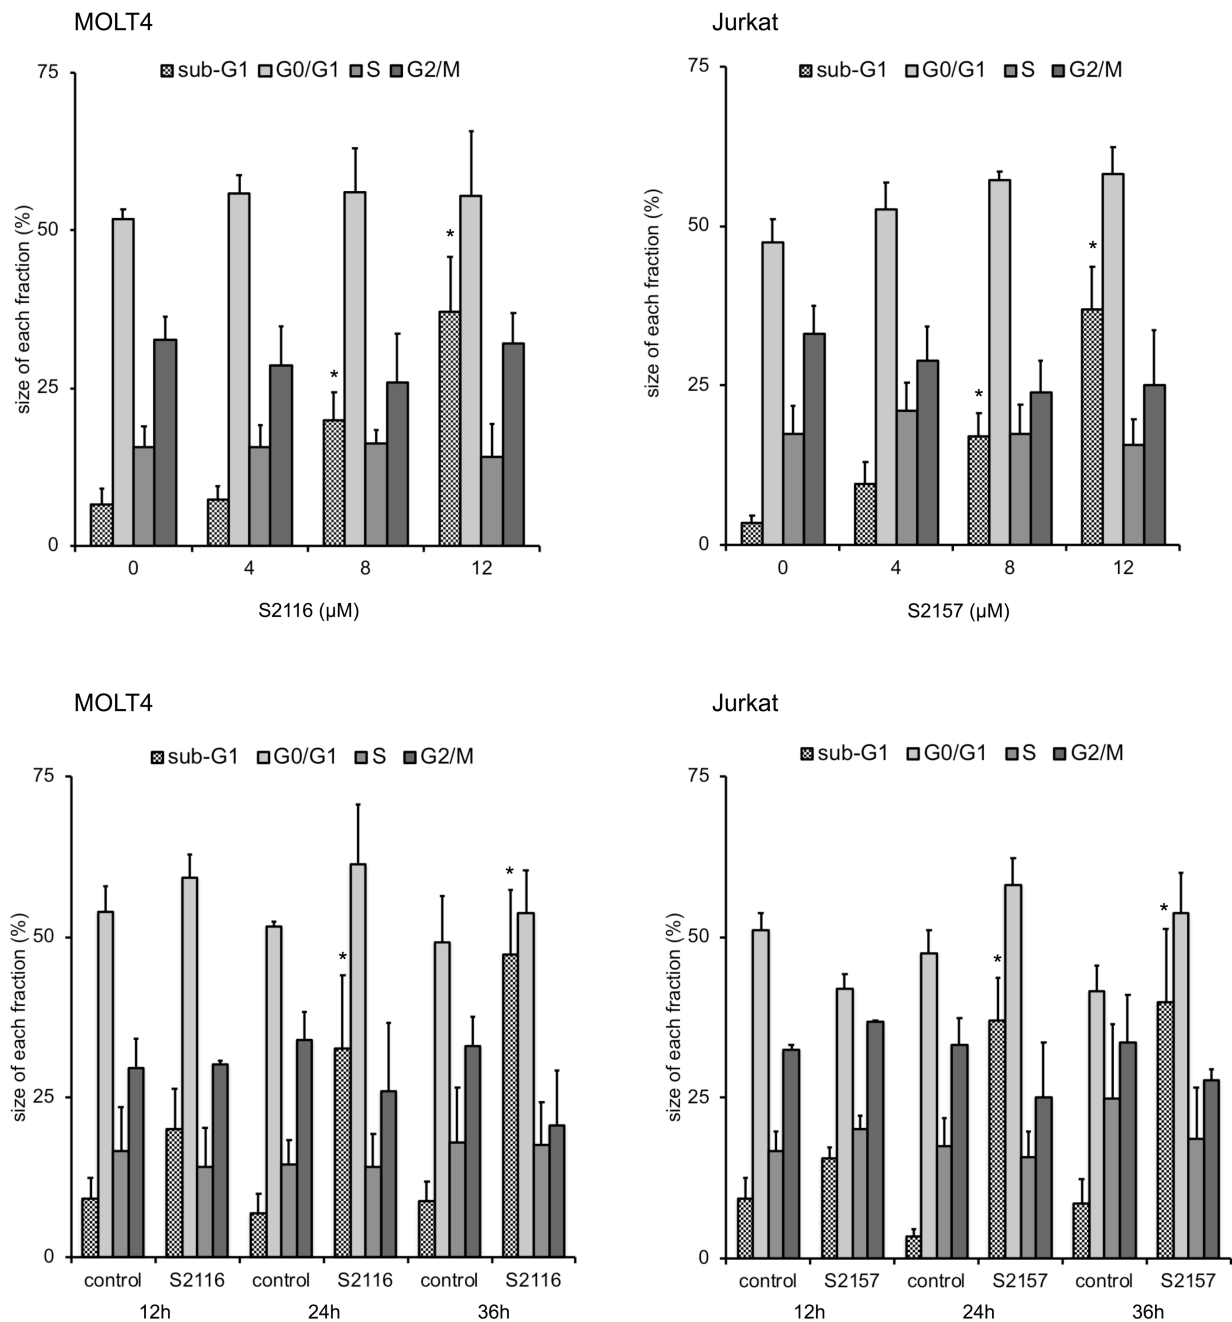 MOLT4
sub-G1 G0/G1 S G2/M
75
50
25
0
size of each fraction (%)
*
*
0 4 8 12
S2116 (µM)
Jurkat
sub-G1 G0/G1 S G2/M
75
50
25
0
size of each fraction (%)
*
*
0 4 8 12
S2157 (µM)
MOLT4
sub-G1 G0/G1 S G2/M
75
50
25
0
size of each fraction (%)
*
*
control S2116 control S2116 control S2116
12h 24h 36h
Jurkat
sub-G1 G0/G1 S G2/M
75
50
25
0
size of each fraction (%)
*
*
control S2157 control S2157 control S2157
12h 24h 36h